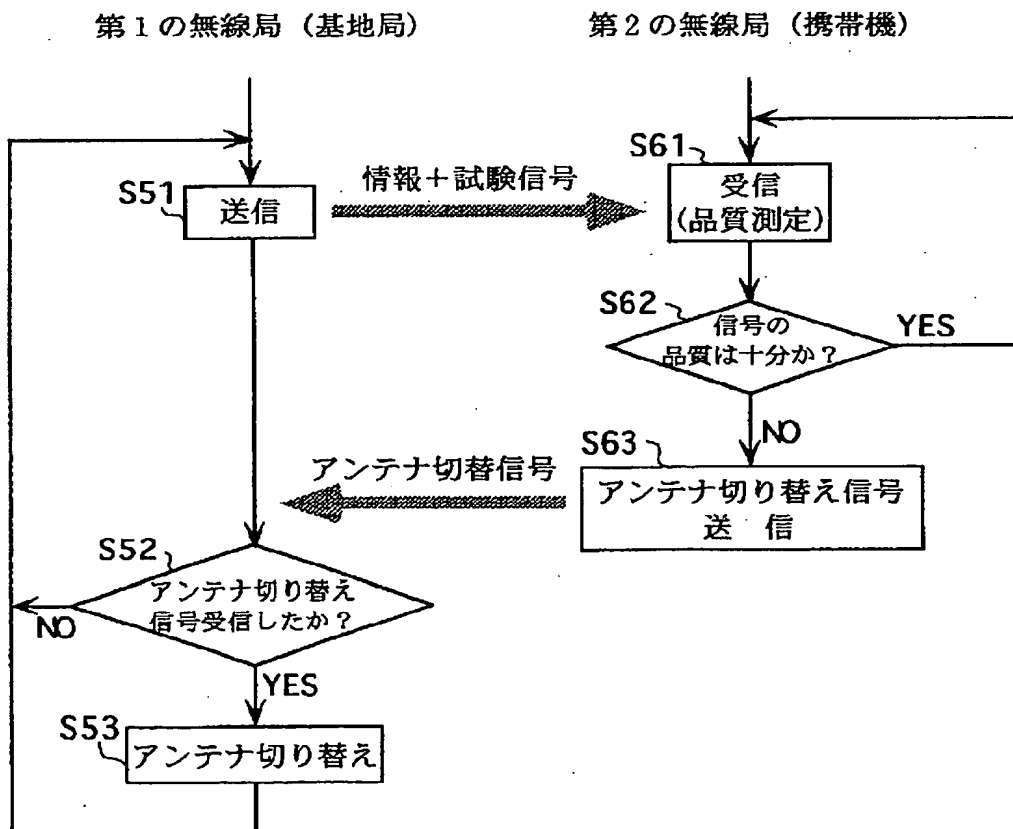 第1の無線局（基地局）
第2の無線局（携帯機）
S51
送信
情報＋試験信号
S61
受信
(品質測定)
S62
信号の
品質は十分か？
YES
NO
S63
アンテナ切り替え信号
送 信
アンテナ切替信号
S52
アンテナ切り替え
信号受信したか？
NO
YES
S53
アンテナ切り替え